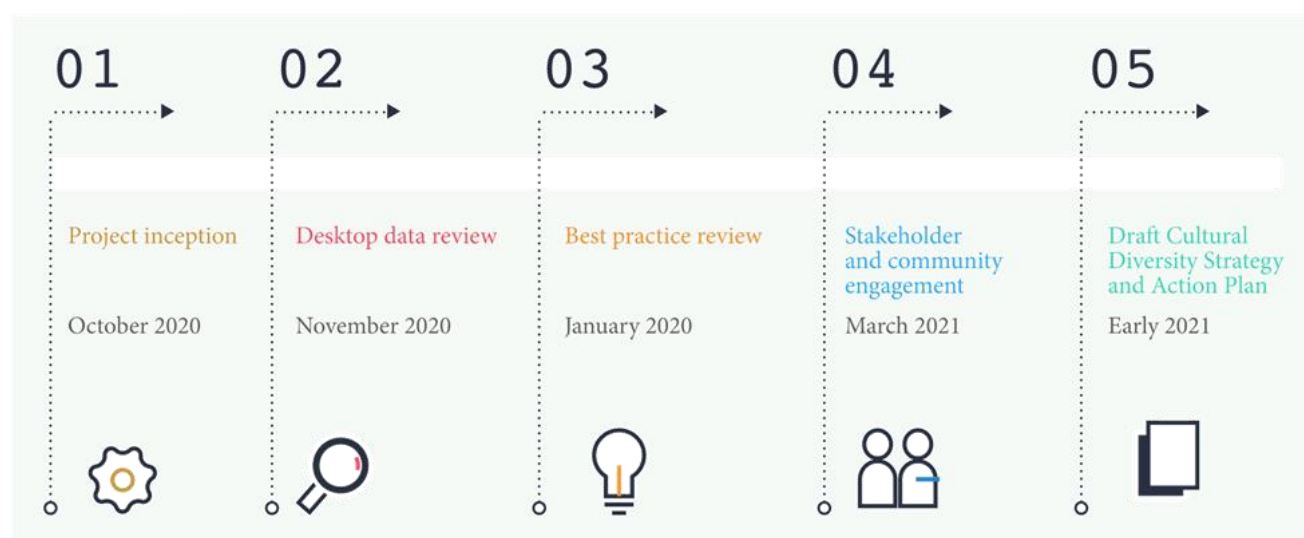 01
Project inception
October 2020
02
Desktop data review
November 2020
03
Best practice review
January 2020
04
Stakeholder
and community
engagement
March 2021
05
Draft Cultural
Diversity Strategy
and Action Plan
Early 2021